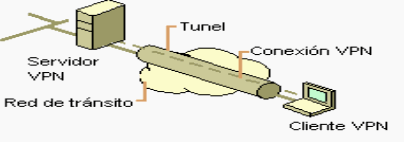 Tunel
Conexión VPN
Servidor
VPN
Red de tránsito
Cliente VPN